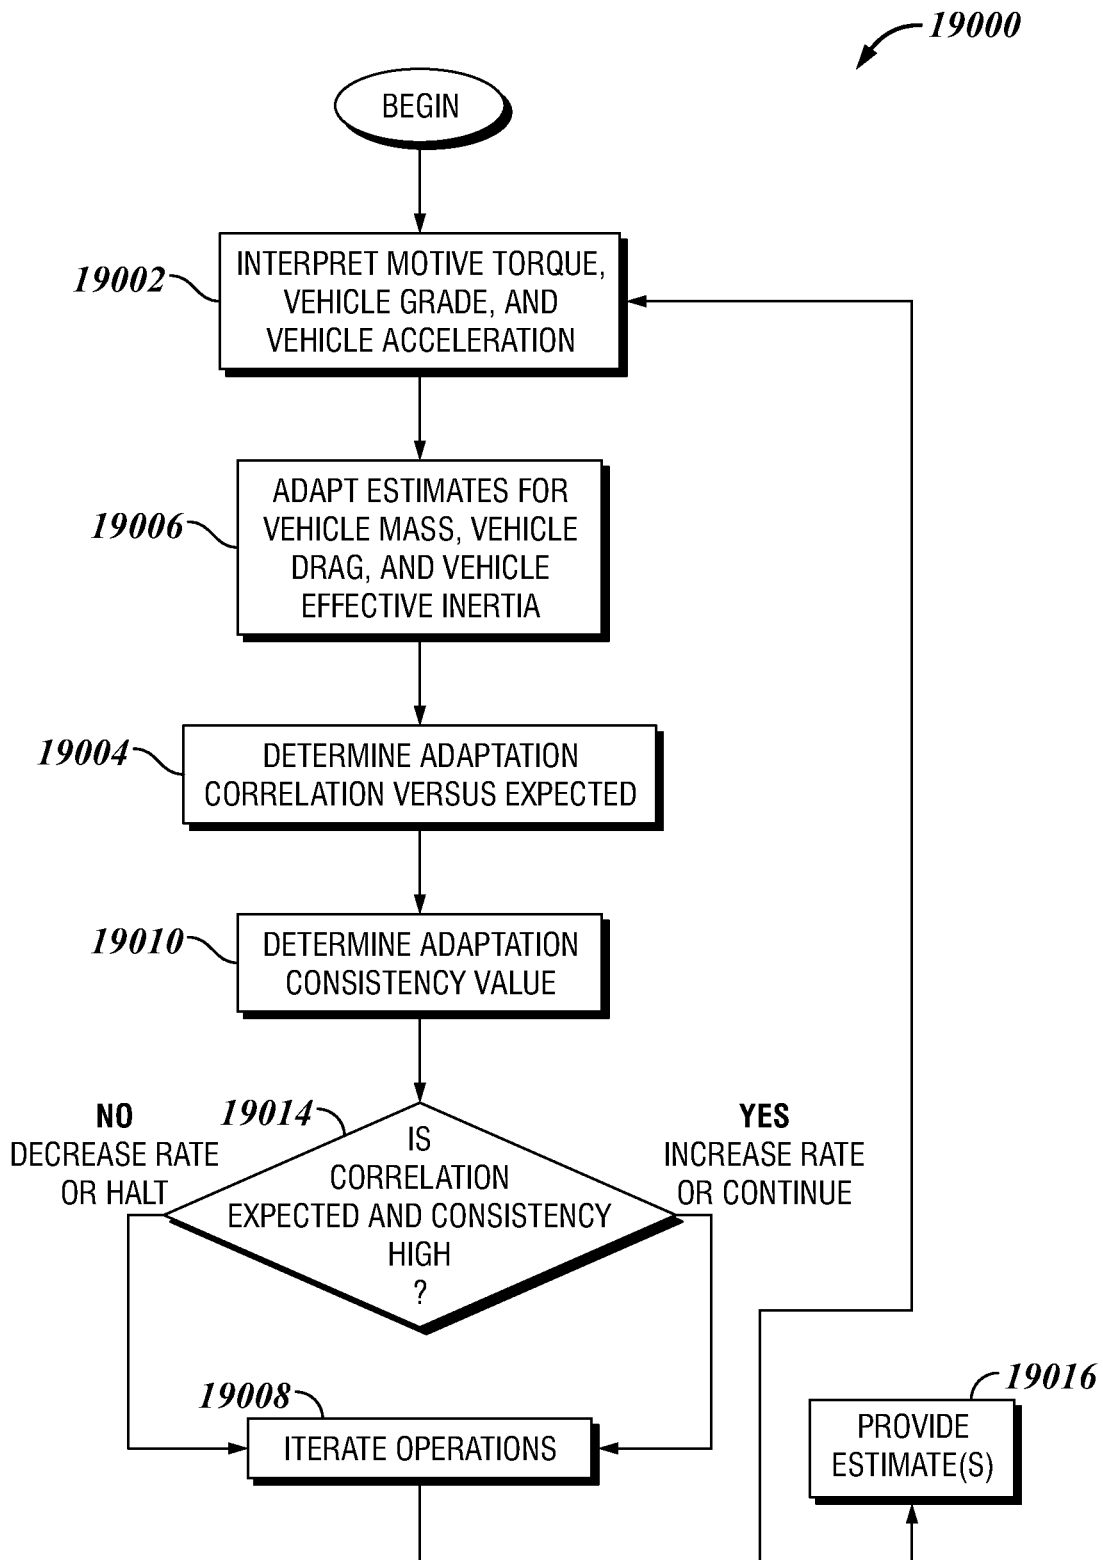 19000
BEGIN
19002
INTERPRET MOTIVE TORQUE,
VEHICLE GRADE, AND
VEHICLE ACCELERATION
19006
ADAPT ESTIMATES FOR
VEHICLE MASS, VEHICLE
DRAG, AND VEHICLE
EFFECTIVE INERTIA
19004
DETERMINE ADAPTATION
CORRELATION VERSUS EXPECTED
19010
DETERMINE ADAPTATION
CONSISTENCY VALUE
NO
DECREASE RATE
OR HALT
19014
IS
CORRELATION
EXPECTED AND CONSISTENCY
HIGH
?
YES
INCREASE RATE
OR CONTINUE
19008
ITERATE OPERATIONS
19016
PROVIDE
ESTIMATE(S)